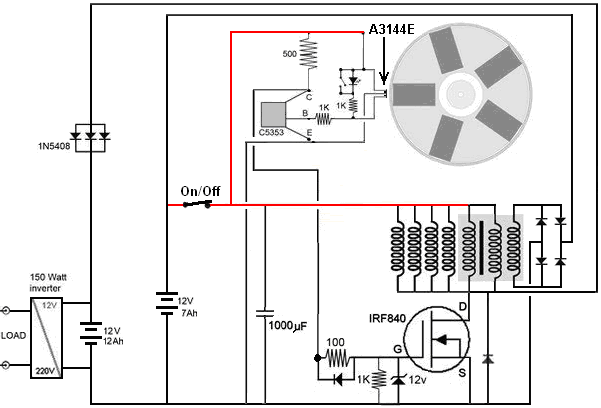 A3144E
500
C
1K
1K
B
C5353
E
1N5408
On/Off
150 Watt
inverter
12V
LOAD
220V
12V
12Ah
12V
7Ah
1000µF
IRF840
D
G
S
100
1K
12v